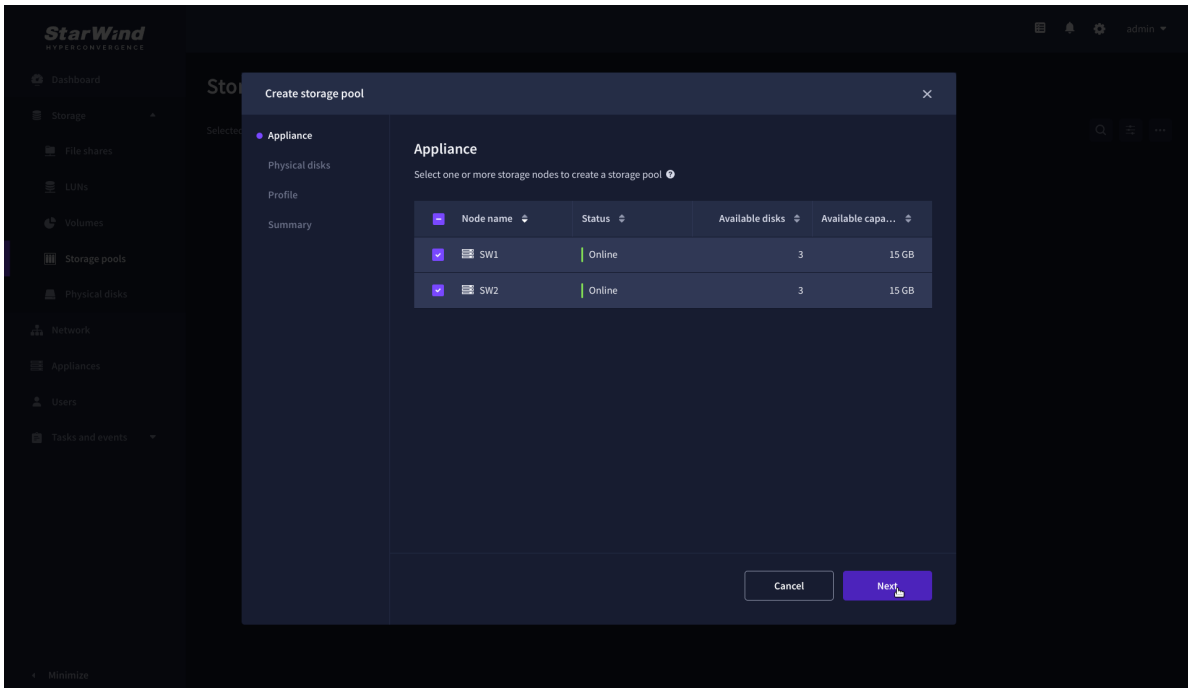 StarWind
HYPERCONVERGENCE
admin
Dashboard
Storage
File shares
LUNs
Volumes
Storage pools
Physical disks
Network
Appliances
Users
Tasks and events
Minimize
Stor
Selected
Create storage pool
Appliance
Physical disks
Profile
Summary
Appliance
Select one or more storage nodes to create a storage pool
Node name Status Available disks Available capa...
SW1 Online 3 15 GB
SW2 Online 3 15 GB
Cancel Next